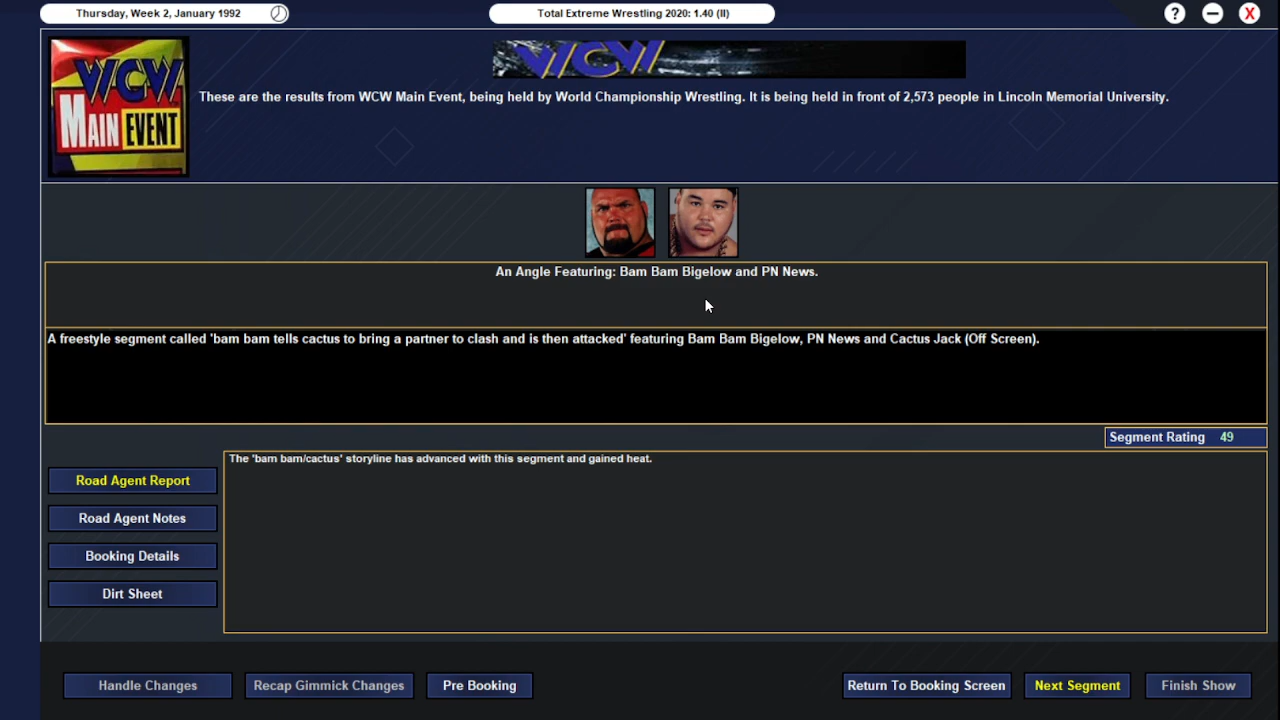 Thursday, Week 2, January 1992
Total Extreme Wrestling 2020: 1.40 (II)
?
X
WCW
MAIN EVENT
WCW
These are the results from WCW Main Event, being held by World Championship Wrestling. It is being held in front of 2,573 people in Lincoln Memorial University.
An Angle Featuring: Bam Bam Bigelow and PN News.
A freestyle segment called 'bam bam tells cactus to bring a partner to clash and is then attacked' featuring Bam Bam Bigelow, PN News and Cactus Jack (Off Screen).
Segment Rating 49
The 'bam bam/cactus' storyline has advanced with this segment and gained heat.
Road Agent Report
Road Agent Notes
Booking Details
Dirt Sheet
Handle Changes
Recap Gimmick Changes
Pre Booking
Return To Booking Screen
Next Segment
Finish Show